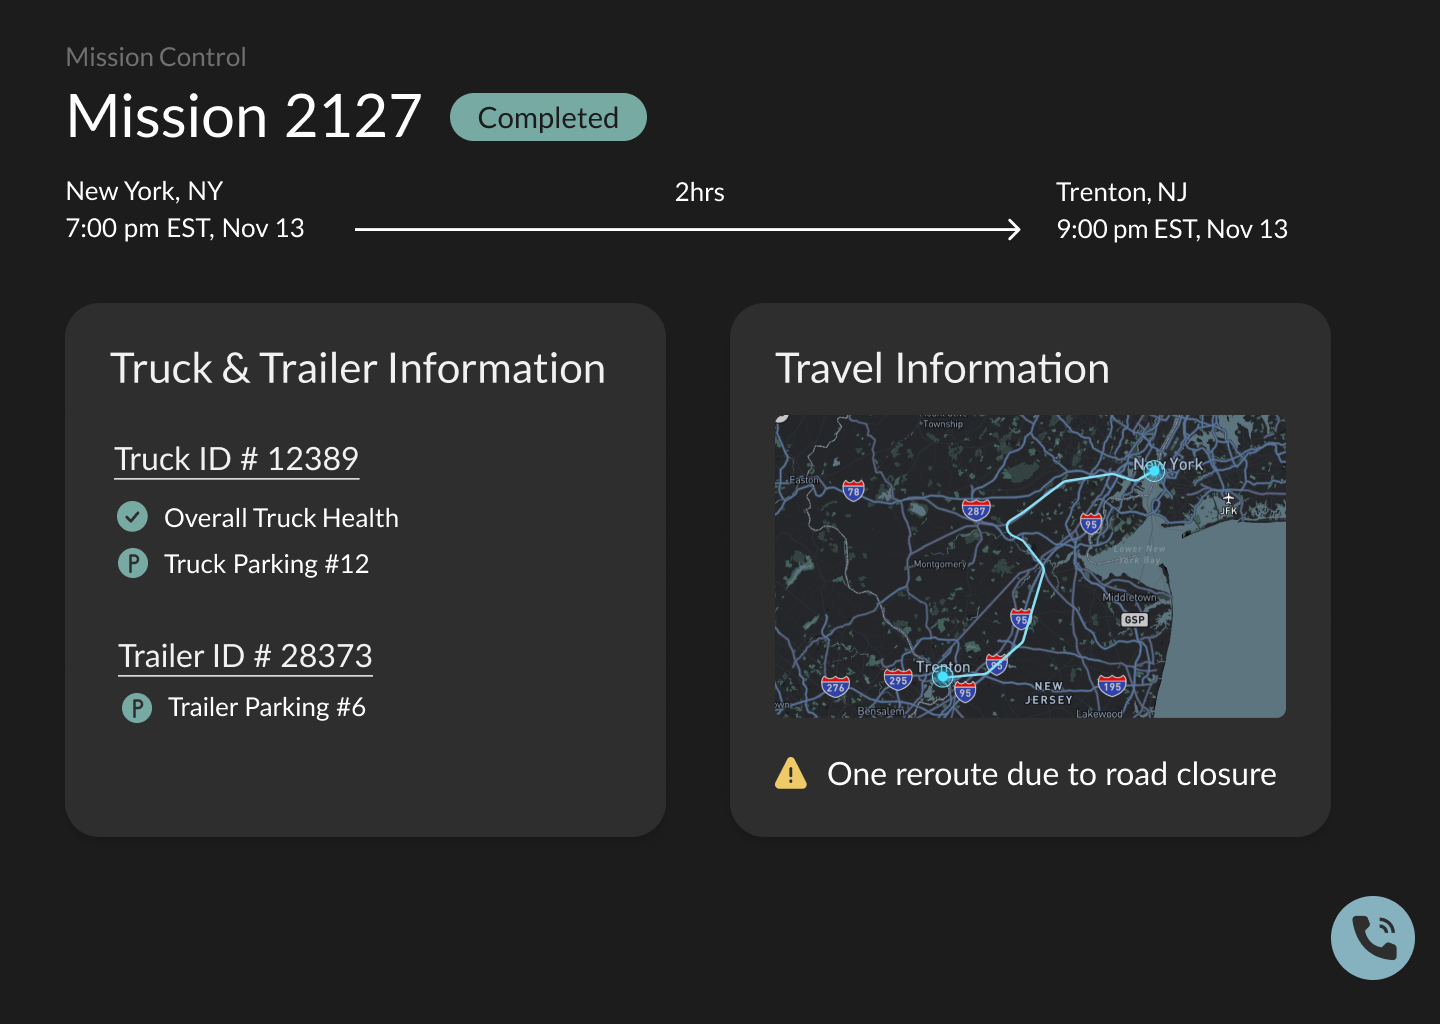 Mission Control
Mission 2127
Completed
New York, NY
7:00 pm EST, Nov 13
2hrs
Trenton, NJ
9:00 pm EST, Nov 13
Truck & Trailer Information
Truck ID # 12389
Overall Truck Health
P
Truck Parking #12
Trailer ID # 28373
P
Trailer Parking #6
Travel Information
Township
New York
Easton
78
287
95
JFK
Lower New
York Bay
Montgomery
Middletown
95
GSP
Trenton
95
276
295
95
NEW
JERSEY
195
Bensalem
Lakewood
One reroute due to road closure